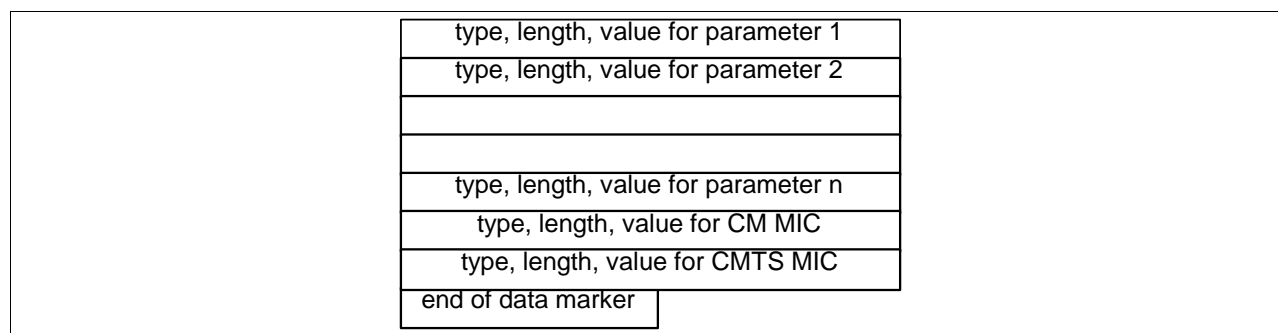 type, length, value for parameter 1
type, length, value for parameter 2
type, length, value for parameter n
type, length, value for CM MIC
type, length, value for CMTS MIC
end of data marker